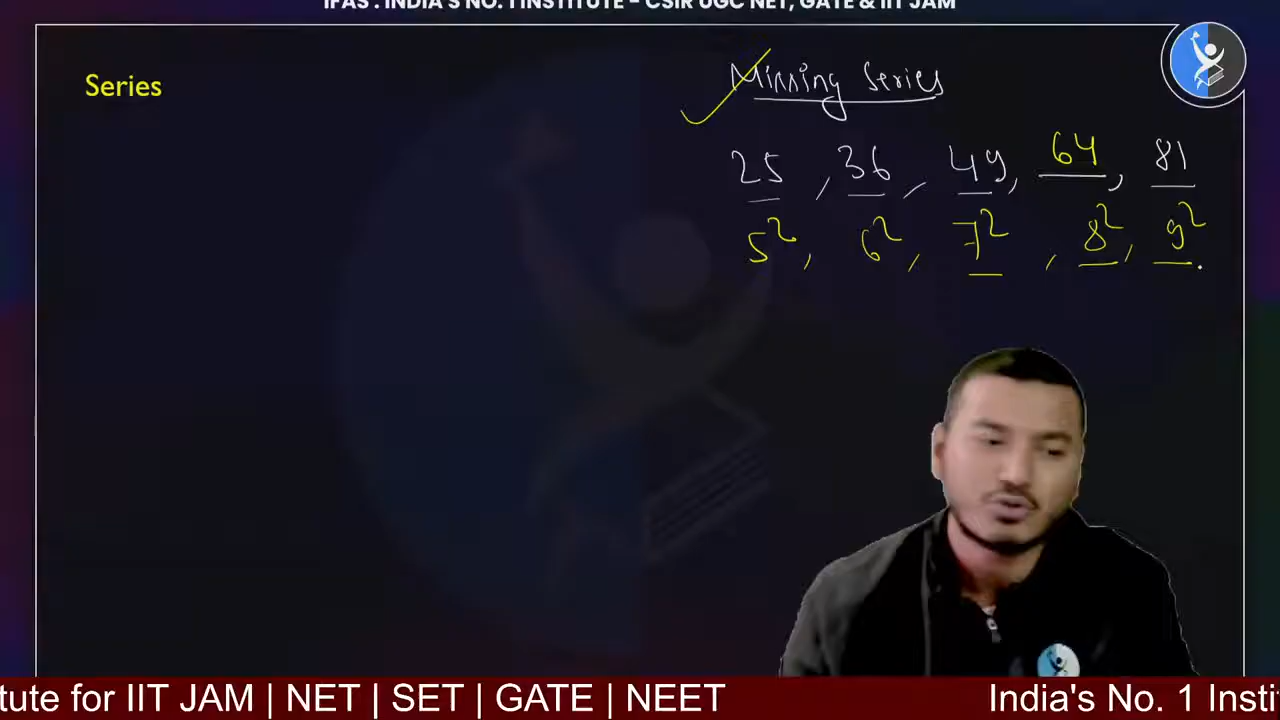 IFAS : INDIA'S NO. 1 INSTITUTE - CSIR UGC NET, GATE & IIT JAM
Series
Missing Series
25, 36, 49, 64, 81
5², 6², 7², 8², 9²
tute for IIT JAM | NET | SET | GATE | NEET India's No. 1 Insti